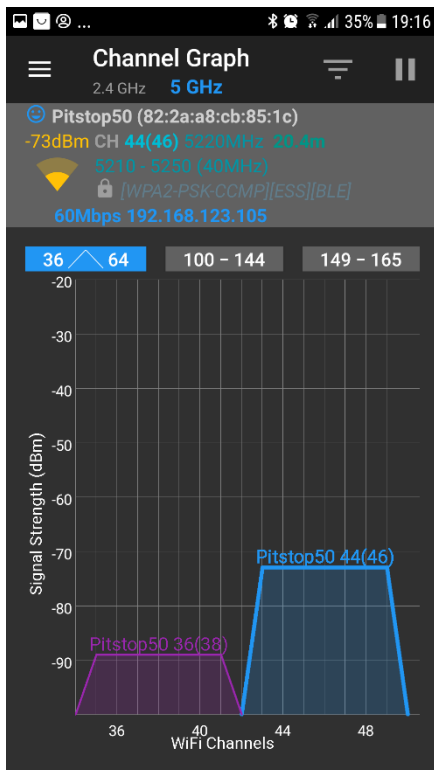 ... 35% 19:16
Channel Graph
2.4 GHz 5 GHz
Pitstop50 (82:2a:a8:cb:85:1c)
-73dBm CH 44(46) 5220MHz 20.4m
5210 - 5250 (40MHz)
[WPA2-PSK-CCMP][ESS][BLE]
60Mbps 192.168.123.105
36 64 100 - 144 149 - 165
-20
-30
-40
-50
-60
-70
-80
-90
Signal Strength (dBm)
Pitstop50 44(46)
Pitstop50 36(38)
36 40 44 48
WiFi Channels